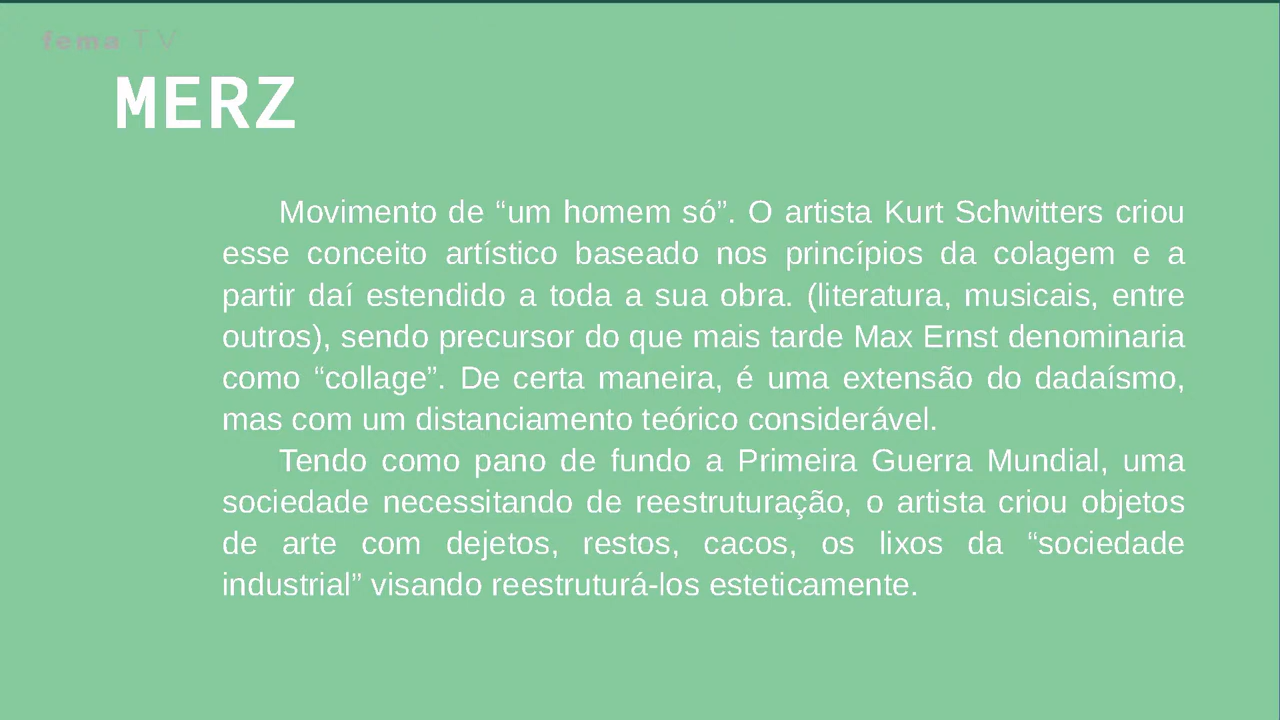 fema TV
MERZ
Movimento de “um homem só”. O artista Kurt Schwitters criou
esse conceito artístico baseado nos princípios da colagem e a
partir daí estendido a toda a sua obra. (literatura, musicais, entre
outros), sendo precursor do que mais tarde Max Ernst denominaria
como “collage”. De certa maneira, é uma extensão do dadaísmo,
mas com um distanciamento teórico considerável.
Tendo como pano de fundo a Primeira Guerra Mundial, uma
sociedade necessitando de reestruturação, o artista criou objetos
de arte com dejetos, restos, cacos, os lixos da “sociedade
industrial” visando reestruturá-los esteticamente.